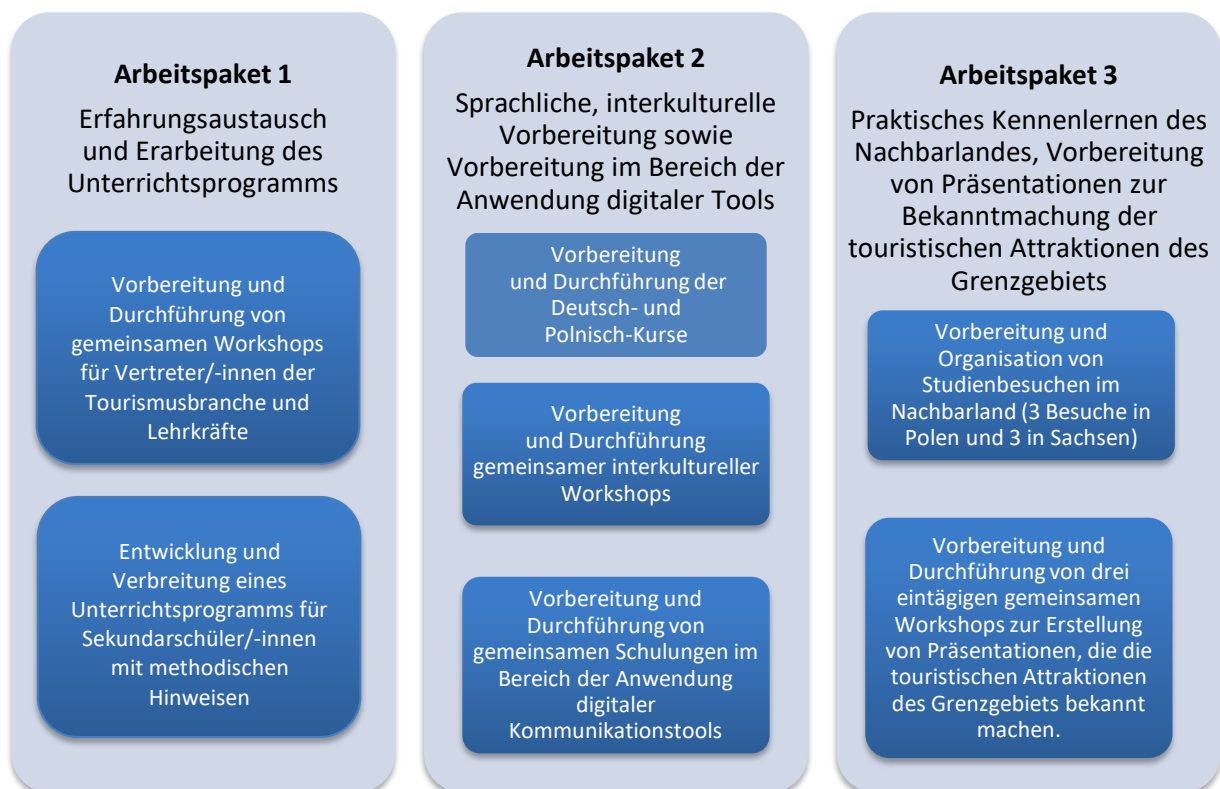 Arbeitspaket 1
Erfahrungsaustausch
und Erarbeitung des
Unterrichtsprogramms
Vorbereitung und
Durchführung von
gemeinsamen Workshops
für Vertreter/-innen der
Tourismusbranche und
Lehrkräfte
Entwicklung und
Verbreitung eines
Unterrichtsprogramms für
Sekundarschüler/-innen
mit methodischen
Hinweisen
Arbeitspaket 2
Sprachliche, interkulturelle
Vorbereitung sowie
Vorbereitung im Bereich der
Anwendung digitaler Tools
Vorbereitung
und Durchführung der
Deutsch- und
Polnisch-Kurse
Vorbereitung
und Durchführung
gemeinsamer interkultureller
Workshops
Vorbereitung und
Durchführung von
gemeinsamen Schulungen im
Bereich der Anwendung
digitaler
Kommunikationstools
Arbeitspaket 3
Praktisches Kennenlernen des
Nachbarlandes, Vorbereitung
von Präsentationen zur
Bekanntmachung der
touristischen Attraktionen des
Grenzgebiets
Vorbereitung und
Organisation von
Studienbesuchen im
Nachbarland (3 Besuche in
Polen und 3 in Sachsen)
Vorbereitung und
Durchführung von drei
eintägigen gemeinsamen
Workshops zur Erstellung
von Präsentationen, die die
touristischen Attraktionen
des Grenzgebiets bekannt
machen.